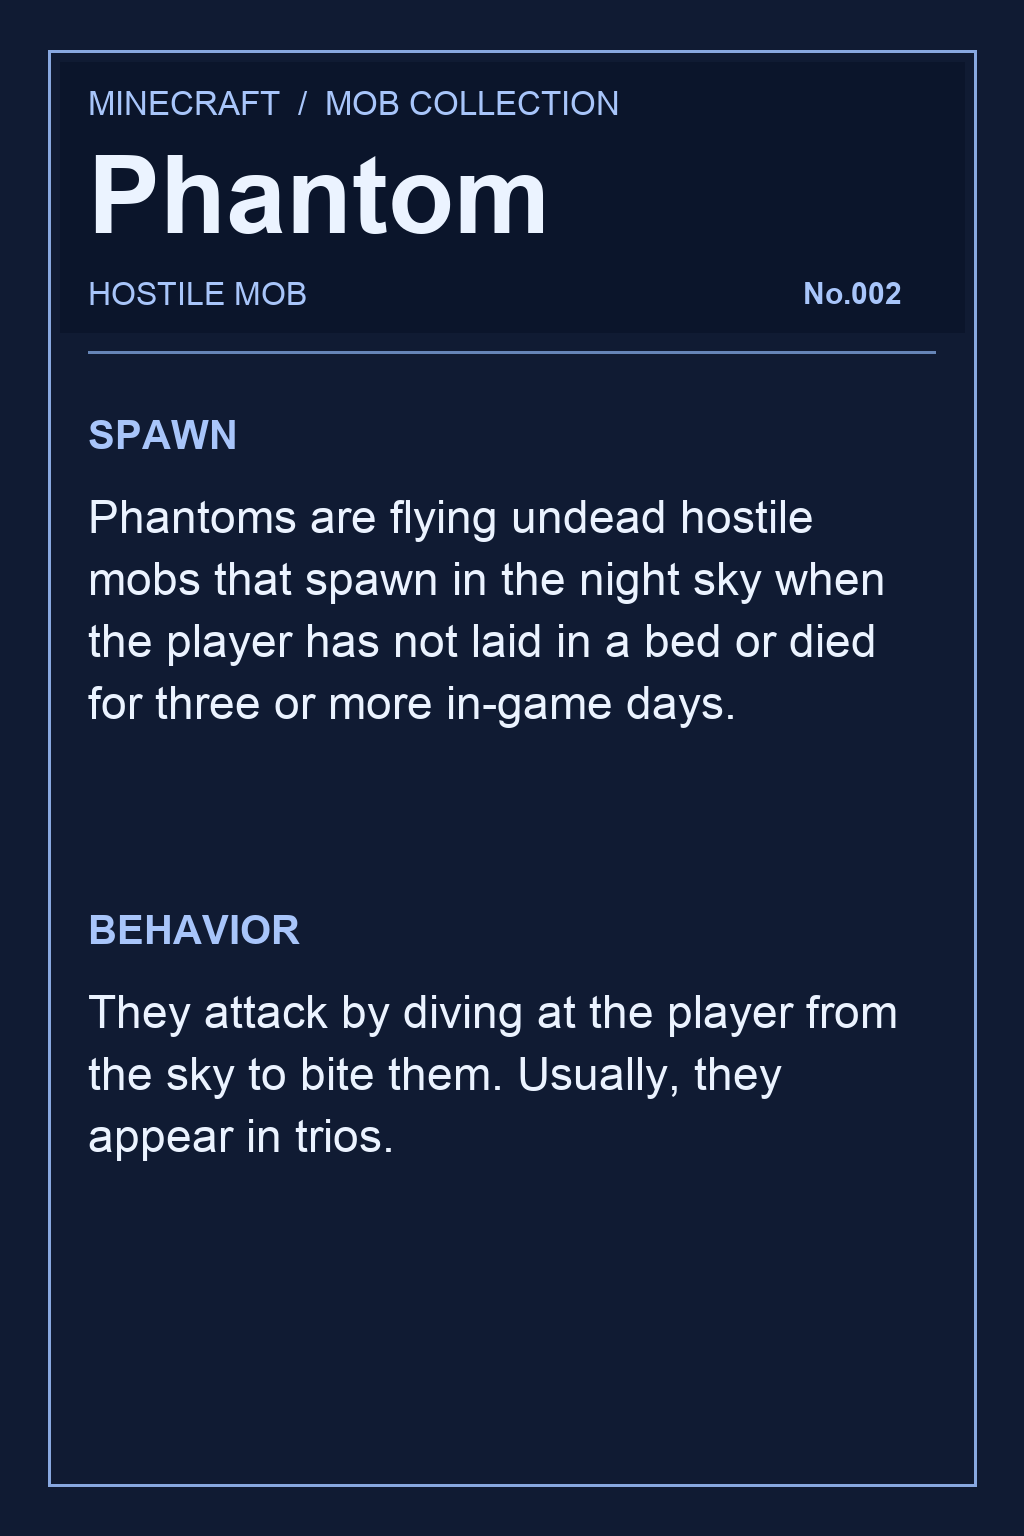 MINECRAFT / MOB COLLECTION
Phantom
HOSTILE MOB No.002
SPAWN
Phantoms are flying undead hostile
mobs that spawn in the night sky when
the player has not laid in a bed or died
for three or more in-game days.
BEHAVIOR
They attack by diving at the player from
the sky to bite them. Usually, they
appear in trios.